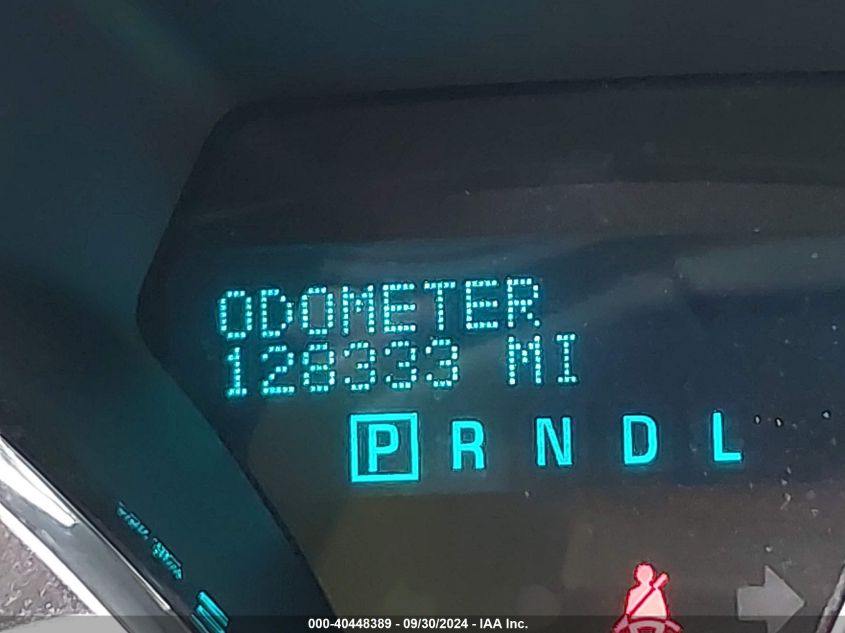 ODOMETER
128333 MI
P R N D L
000-40448389 - 09/30/2024 - IAA Inc.